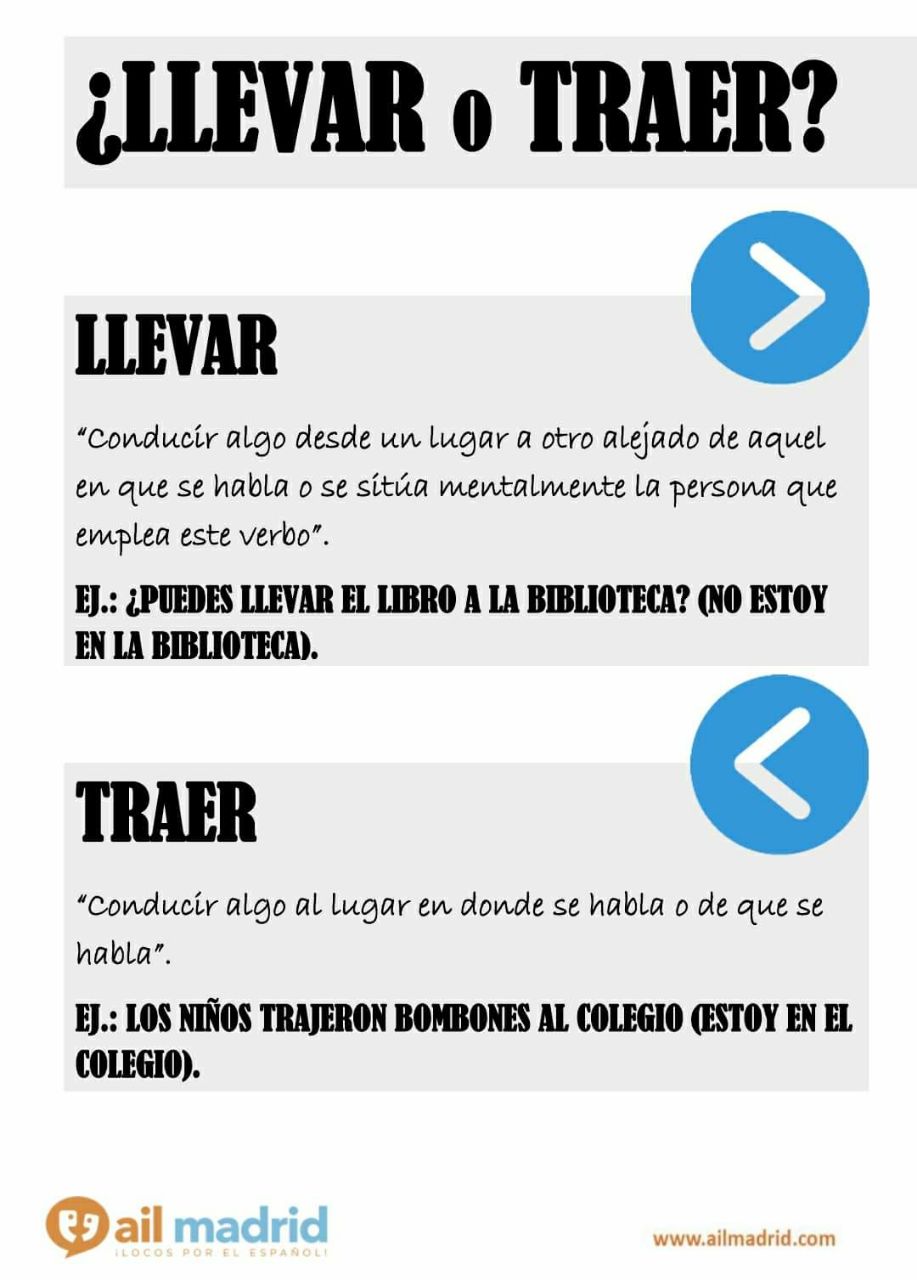 ¿LLEVAR o TRAER?
LLEVAR
“Conducir algo desde un lugar a otro alejado de aquel
en que se habla o se sitúa mentalmente la persona que
emplea este verbo”.
EJ.: ¿PUEDES LLEVAR EL LIBRO A LA BIBLIOTECA? (NO ESTOY
EN LA BIBLIOTECA).
TRAER
“Conducir algo al lugar en donde se habla o de que se
habla”.
EJ.: LOS NIÑOS TRAJERON BOMBONES AL COLEGIO (ESTOY EN EL
COLEGIO).
ail madrid
¡LOCOS POR EL ESPAÑOL!
www.ailmadrid.com